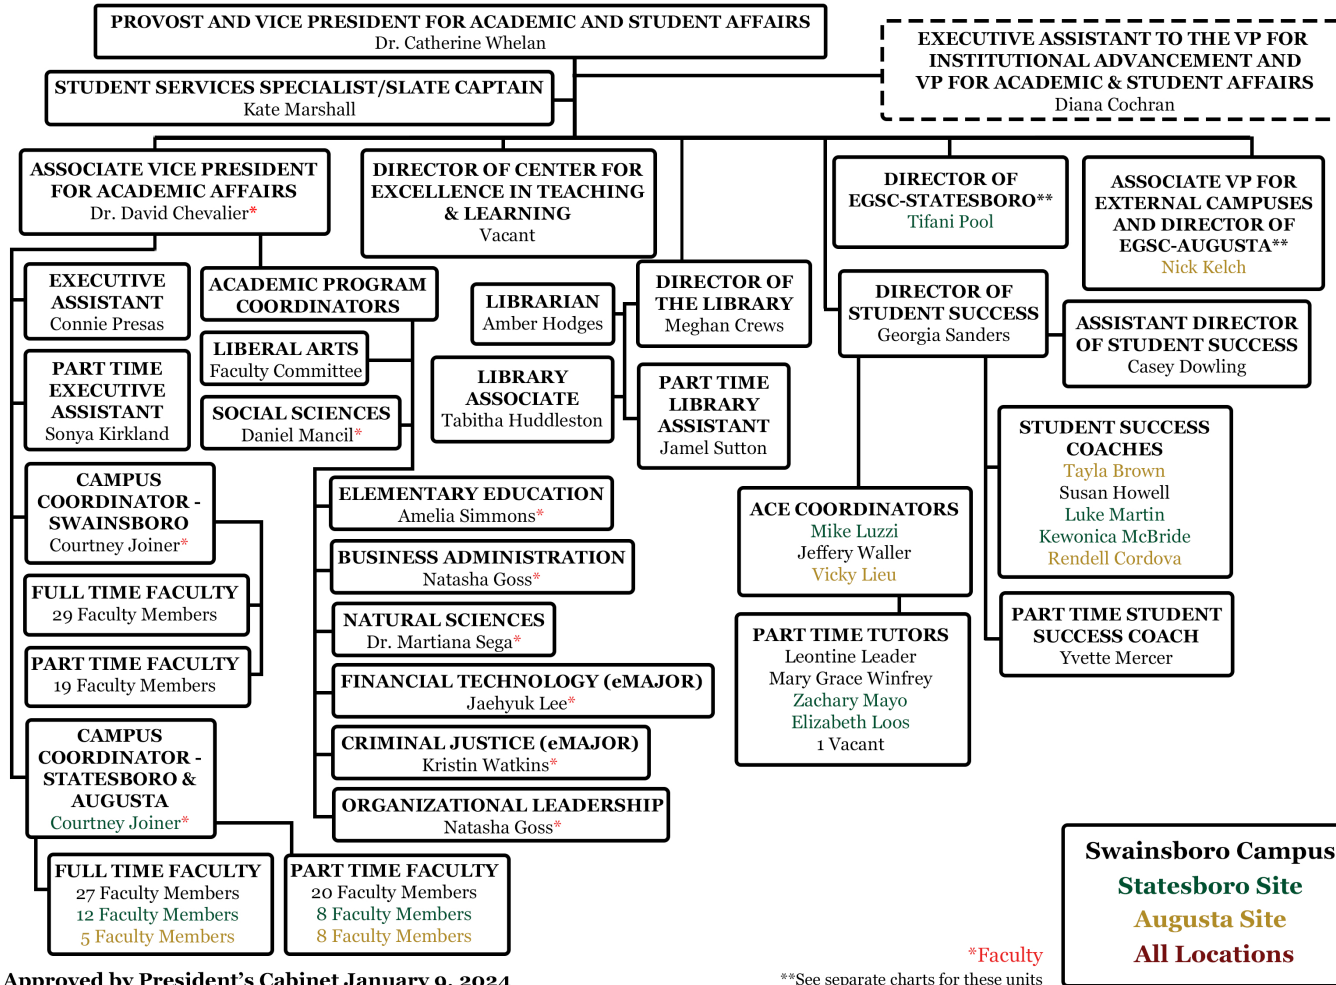 PROVOST AND VICE PRESIDENT FOR ACADEMIC AND STUDENT AFFAIRS
Dr. Catherine Whelan
EXECUTIVE ASSISTANT TO THE VP FOR
INSTITUTIONAL ADVANCEMENT AND
VP FOR ACADEMIC & STUDENT AFFAIRS
Diana Cochran
STUDENT SERVICES SPECIALIST/SLATE CAPTAIN
Kate Marshall
ASSOCIATE VICE PRESIDENT
FOR ACADEMIC AFFAIRS
Dr. David Chevalier*
DIRECTOR OF CENTER FOR
EXCELLENCE IN TEACHING
& LEARNING
Vacant
DIRECTOR OF
EGSC-STATESBORO**
Tifani Pool
ASSOCIATE VP FOR
EXTERNAL CAMPUSES
AND DIRECTOR OF
EGSC-AUGUSTA**
Nick Kelch
EXECUTIVE
ASSISTANT
Connie Presas
PART TIME
EXECUTIVE
ASSISTANT
Sonya Kirkland
CAMPUS
COORDINATOR -
SWAINSBORO
Courtney Joiner*
FULL TIME FACULTY
29 Faculty Members
PART TIME FACULTY
19 Faculty Members
CAMPUS
COORDINATOR -
STATESBORO &
AUGUSTA
Courtney Joiner*
FULL TIME FACULTY
27 Faculty Members
12 Faculty Members
5 Faculty Members
PART TIME FACULTY
20 Faculty Members
8 Faculty Members
8 Faculty Members
ACADEMIC PROGRAM
COORDINATORS
LIBERAL ARTS
Faculty Committee
SOCIAL SCIENCES
Daniel Mancil*
ELEMENTARY EDUCATION
Amelia Simmons*
BUSINESS ADMINISTRATION
Natasha Goss*
NATURAL SCIENCES
Dr. Martiana Sega*
FINANCIAL TECHNOLOGY (eMAJOR)
Jaehyuk Lee*
CRIMINAL JUSTICE (eMAJOR)
Kristin Watkins*
ORGANIZATIONAL LEADERSHIP
Natasha Goss*
DIRECTOR OF
THE LIBRARY
Meghan Crews
LIBRARIAN
Amber Hodges
LIBRARY
ASSOCIATE
Tabitha Huddleston
PART TIME
LIBRARY
ASSISTANT
Jamel Sutton
DIRECTOR OF
STUDENT SUCCESS
Georgia Sanders
ASSISTANT DIRECTOR
OF STUDENT SUCCESS
Casey Dowling
ACE COORDINATORS
Mike Luzzi
Jeffery Waller
Vicky Lieu
PART TIME TUTORS
Leontine Leader
Mary Grace Winfrey
Zachary Mayo
Elizabeth Loos
1 Vacant
STUDENT SUCCESS
COACHES
Tayla Brown
Susan Howell
Luke Martin
Kewonica McBride
Rendell Cordova
PART TIME STUDENT
SUCCESS COACH
Yvette Mercer
Swainsboro Campus
Statesboro Site
Augusta Site
All Locations
*Faculty
**See separate charts for these units
Approved by President's Cabinet January 9, 2024